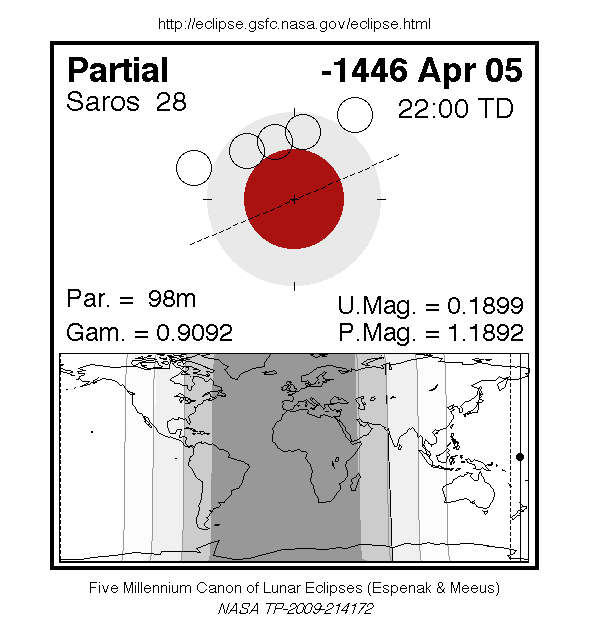 http://eclipse.gsfc.nasa.gov/eclipse.html
Partial -1446 Apr 05
Saros 28 22:00 TD
Par. = 98m U.Mag. = 0.1899
Gam. = 0.9092 P.Mag. = 1.1892
Five Millennium Canon of Lunar Eclipses (Espenak & Meeus)
NASA TP-2009-214172